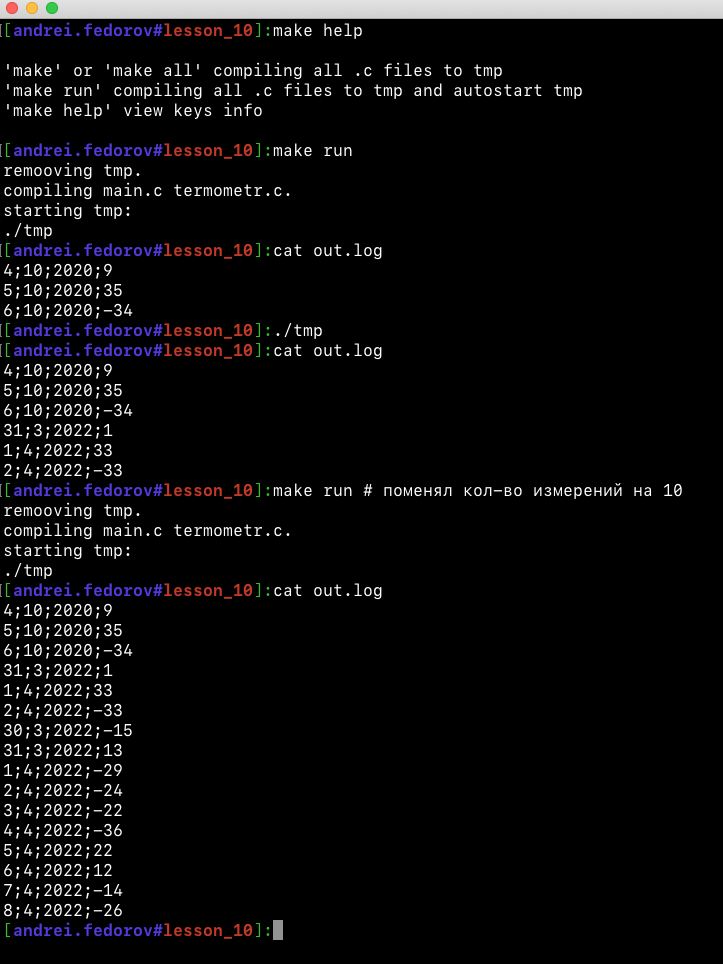 [andrei.fedorov#lesson_10]:make help
'make' or 'make all' compiling all .c files to tmp
'make run' compiling all .c files to tmp and autostart tmp
'make help' view keys info
[andrei.fedorov#lesson_10]:make run
remooving tmp.
compiling main.c termometr.c.
starting tmp:
./tmp
[andrei.fedorov#lesson_10]:cat out.log
4;10;2020;9
5;10;2020;35
6;10;2020;-34
[andrei.fedorov#lesson_10]:./tmp
[andrei.fedorov#lesson_10]:cat out.log
4;10;2020;9
5;10;2020;35
6;10;2020;-34
31;3;2022;1
1;4;2022;33
2;4;2022;-33
[andrei.fedorov#lesson_10]:make run # поменял кол-во измерений на 10
remooving tmp.
compiling main.c termometr.c.
starting tmp:
./tmp
[andrei.fedorov#lesson_10]:cat out.log
4;10;2020;9
5;10;2020;35
6;10;2020;-34
31;3;2022;1
1;4;2022;33
2;4;2022;-33
30;3;2022;-15
31;3;2022;13
1;4;2022;-29
2;4;2022;-24
3;4;2022;-22
4;4;2022;-36
5;4;2022;22
6;4;2022;12
7;4;2022;-14
8;4;2022;-26
[andrei.fedorov#lesson_10]: